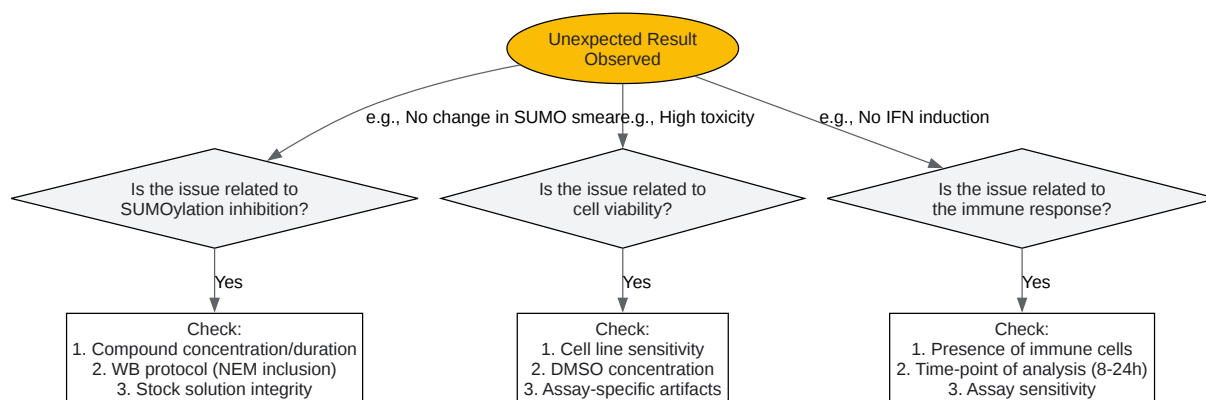 Unexpected Result
Observed
e.g., No change in SUMO smear
e.g., High toxicity
e.g., No IFN induction
Is the issue related to
SUMOylation inhibition?
Is the issue related to
cell viability?
Is the issue related to
the immune response?
Yes
Yes
Yes
Check:
1. Compound concentration/duration
2. WB protocol (NEM inclusion)
3. Stock solution integrity
Check:
1. Cell line sensitivity
2. DMSO concentration
3. Assay-specific artifacts
Check:
1. Presence of immune cells
2. Time-point of analysis (8-24h)
3. Assay sensitivity